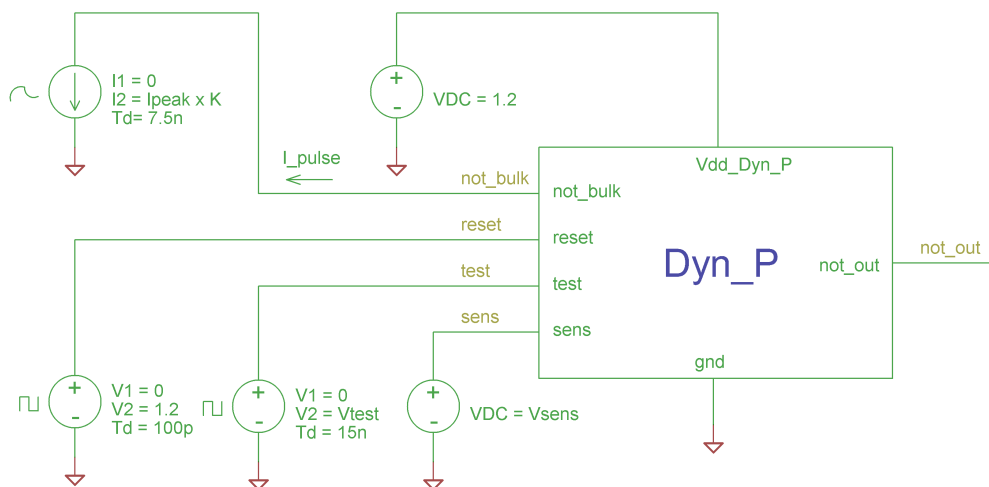 I1 = 0
I2 = Ipeak x K
Td= 7.5n
+
-
VDC = 1.2
I_pulse
not_bulk
reset
test
sens
Vdd_Dyn_P
not_bulk
reset
test
sens
Dyn_P
not_out
gnd
not_out
+
-
V1 = 0
V2 = 1.2
Td = 100p
+
-
V1 = 0
V2 = Vtest
Td = 15n
+
-
VDC = Vsens